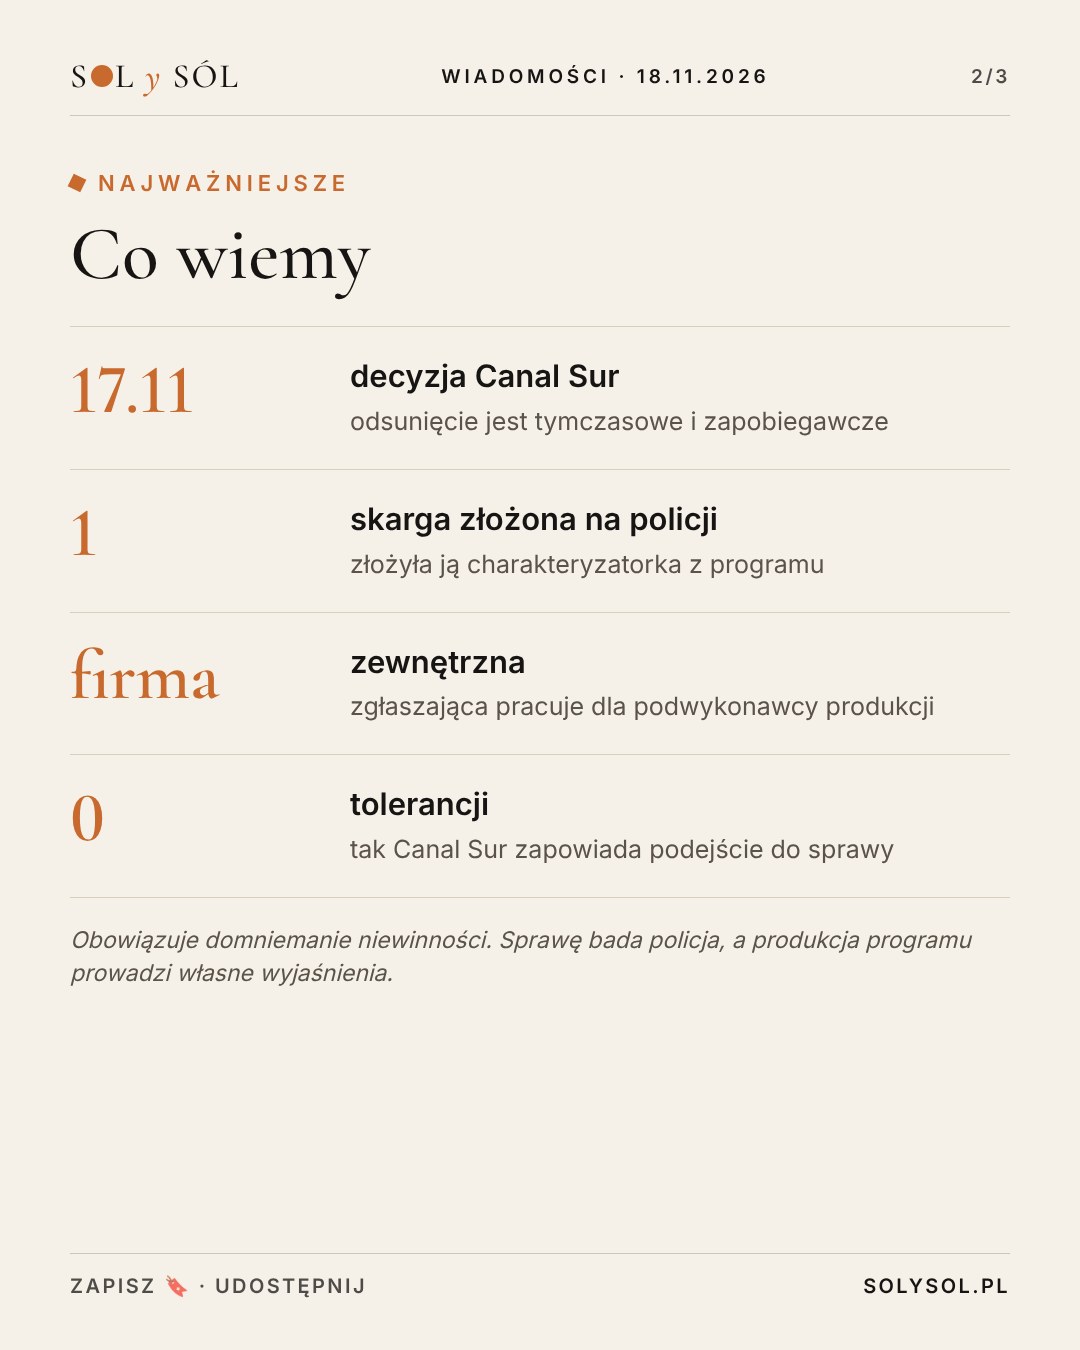 SOL y SÓL
WIADOMOŚCI · 18.11.2026
2/3
NAJWAŻNIEJSZE
Co wiemy
17.11
decyzja Canal Sur
odsunięcie jest tymczasowe i zapobiegawcze
1
skarga złożona na policji
złożyła ją charakteryzatorka z programu
firma
zewnętrzna
zgłaszająca pracuje dla podwykonawcy produkcji
0
tolerancji
tak Canal Sur zapowiada podejście do sprawy
Obowiązuje domniemanie niewinności. Sprawę bada policja, a produkcja programu
prowadzi własne wyjaśnienia.
ZAPISZ 🔖 · UDOSTĘPNIJ
SOLYSOL.PL